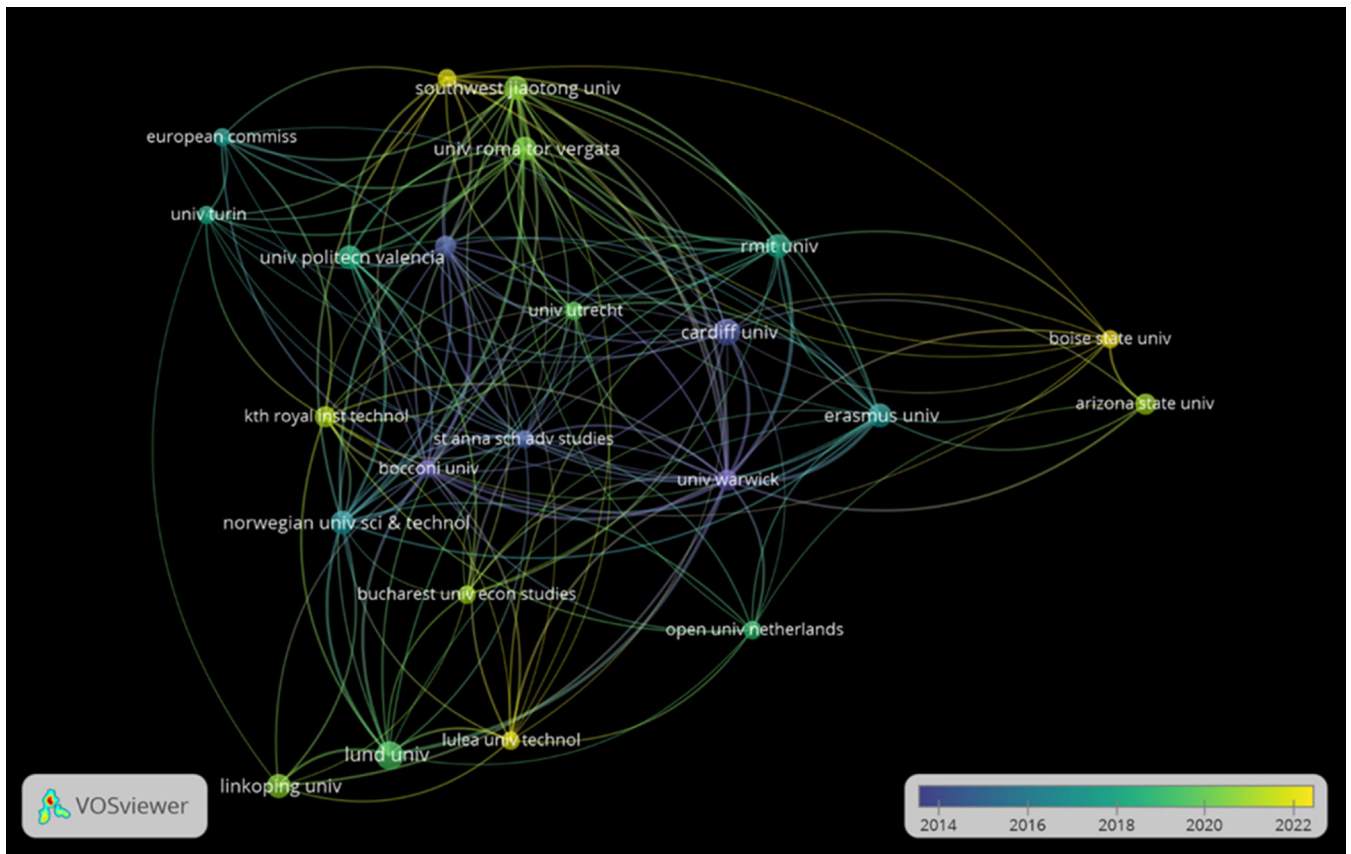 southwest jiaotong univ
european commiss
univ roma tor vergata
univ turin
univ politecn valencia
rmit univ
univ utrecht
cardiff univ
boise state univ
arizona state univ
kth royal inst technol
erasmus univ
st anna sch adv studies
bocconi univ
univ warwick
norwegian univ sci & technol
bucharest univ econ studies
open univ netherlands
lulea univ technol
lund univ
linkoping univ
VOSviewer
2014 2016 2018 2020 2022